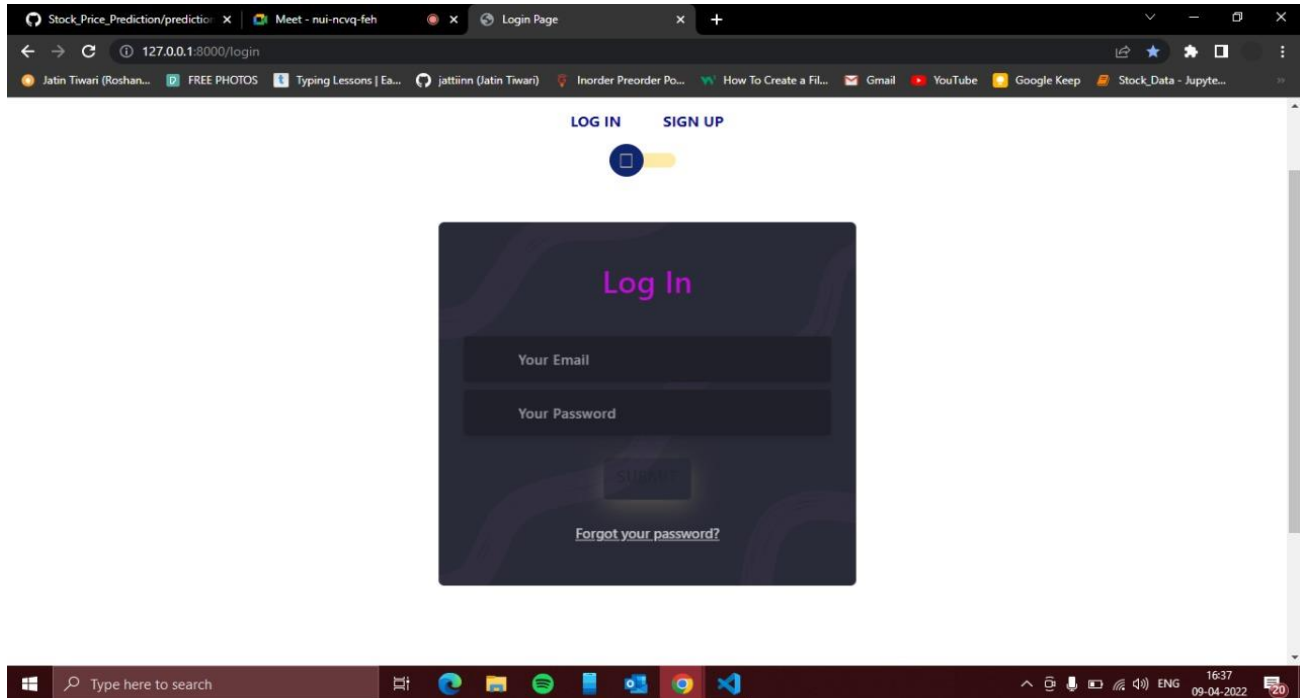 Stock_Price_Prediction/prediction Meet - nui-ncvq-feh Login Page
127.0.0.1:8000/login
Jatin Tiwari (Roshan... FREE PHOTOS Typing Lessons | Ea... jattiinn (Jatin Tiwari) Inorder Preorder Po... How To Create a Fil... Gmail YouTube Google Keep Stock_Data - Jupyte...
LOG IN SIGN UP
Log In
Your Email
Your Password
SUBMIT
Forgot your password?
Type here to search ENG 16:37
09-04-2022 20